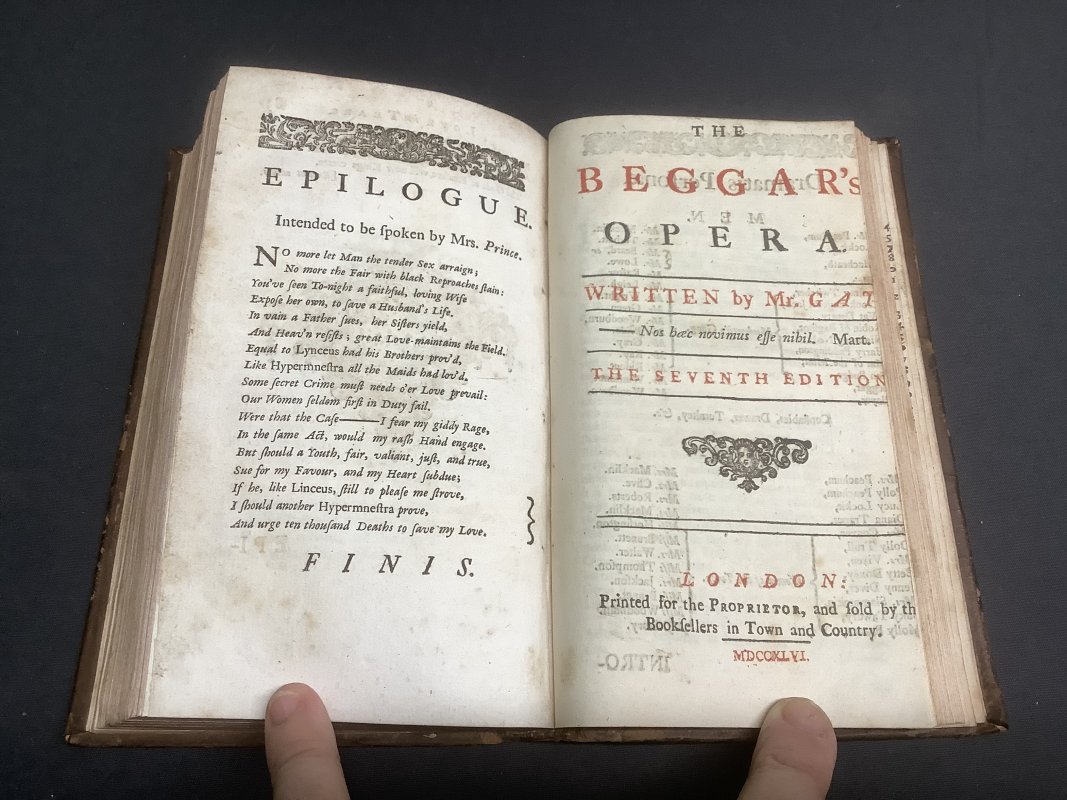 EPILOGUE.
Intended to be ſpoken by Mrs. Prince.
NO more let Man the tender Sex arraign;
No more the Fair with black Reproaches ſtain:
You've ſeen To-night a faithful, loving Wife
Expoſe her own, to ſave a Husband's Life.
In vain a Father ſues, her Siſters yield,
And Heav'n reſiſts; great Love maintains the Field.
Equal to Lynceus had his Brothers prov'd,
Like Hypermneſtra all the Maids had lov'd.
Some ſecret Crime muſt needs o'er Love prevail:
Our Women ſeldom firſt in Duty fail.
Were that the Caſe———I fear my giddy Rage,
In the ſame Act, would my raſh Hand engage.
But ſhould a Youth, fair, valiant, juſt, and true,
Sue for my Favour, and my Heart ſubdue;
If he, like Linceus, ſtill to pleaſe me ſtrove,
I ſhould another Hypermneſtra prove,
And urge ten thouſand Deaths to ſave my Love.
FINIS.
THE
BEGGAR's
OPERA.
WRITTEN by Mr. GAY
—— Nos hæc novimus eſſe nihil. Mart.
THE SEVENTH EDITION
LONDON:
Printed for the PROPRIETOR, and ſold by th
Bookſellers in Town and Country.
MDCCXLVI.